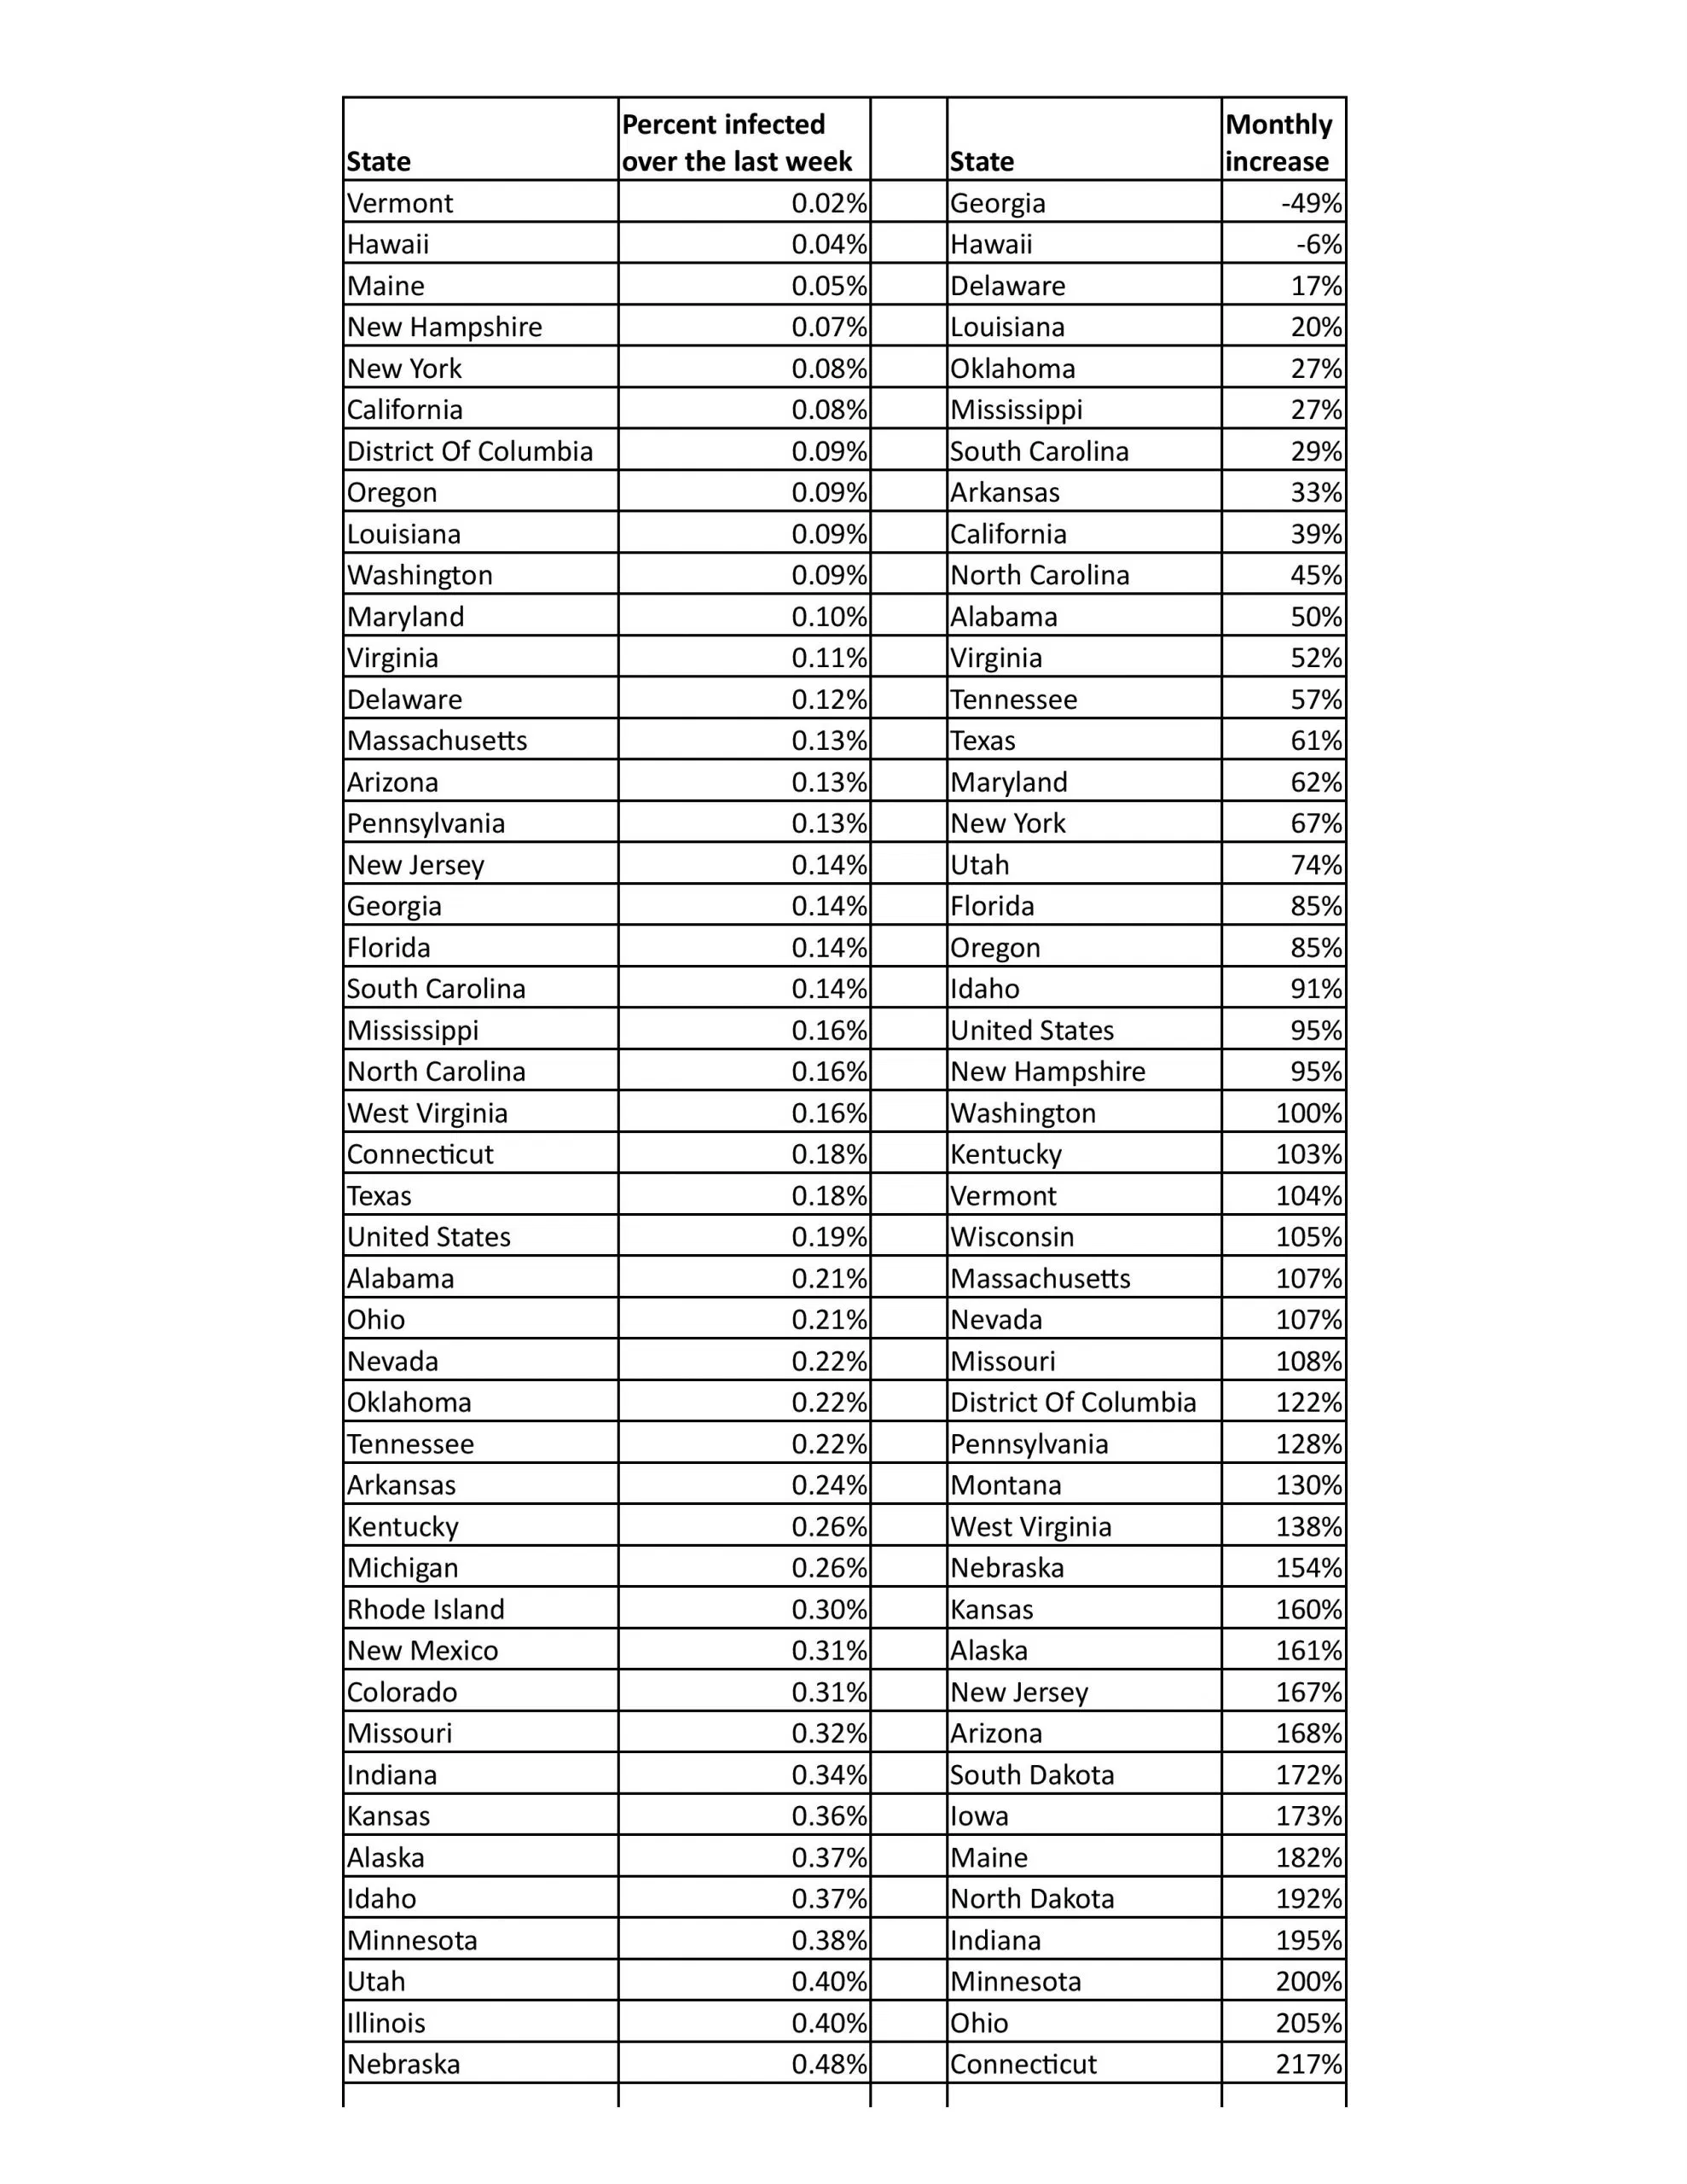 State Percent infected over the last week State Monthly increase
Vermont 0.02% Georgia -49%
Hawaii 0.04% Hawaii -6%
Maine 0.05% Delaware 17%
New Hampshire 0.07% Louisiana 20%
New York 0.08% Oklahoma 27%
California 0.08% Mississippi 27%
District Of Columbia 0.09% South Carolina 29%
Oregon 0.09% Arkansas 33%
Louisiana 0.09% California 39%
Washington 0.09% North Carolina 45%
Maryland 0.10% Alabama 50%
Virginia 0.11% Virginia 52%
Delaware 0.12% Tennessee 57%
Massachusetts 0.13% Texas 61%
Arizona 0.13% Maryland 62%
Pennsylvania 0.13% New York 67%
New Jersey 0.14% Utah 74%
Georgia 0.14% Florida 85%
Florida 0.14% Oregon 85%
South Carolina 0.14% Idaho 91%
Mississippi 0.16% United States 95%
North Carolina 0.16% New Hampshire 95%
West Virginia 0.16% Washington 100%
Connecticut 0.18% Kentucky 103%
Texas 0.18% Vermont 104%
United States 0.19% Wisconsin 105%
Alabama 0.21% Massachusetts 107%
Ohio 0.21% Nevada 107%
Nevada 0.22% Missouri 108%
Oklahoma 0.22% District Of Columbia 122%
Tennessee 0.22% Pennsylvania 128%
Arkansas 0.24% Montana 130%
Kentucky 0.26% West Virginia 138%
Michigan 0.26% Nebraska 154%
Rhode Island 0.30% Kansas 160%
New Mexico 0.31% Alaska 161%
Colorado 0.31% New Jersey 167%
Missouri 0.32% Arizona 168%
Indiana 0.34% South Dakota 172%
Kansas 0.36% Iowa 173%
Alaska 0.37% Maine 182%
Idaho 0.37% North Dakota 192%
Minnesota 0.38% Indiana 195%
Utah 0.40% Minnesota 200%
Illinois 0.40% Ohio 205%
Nebraska 0.48% Connecticut 217%